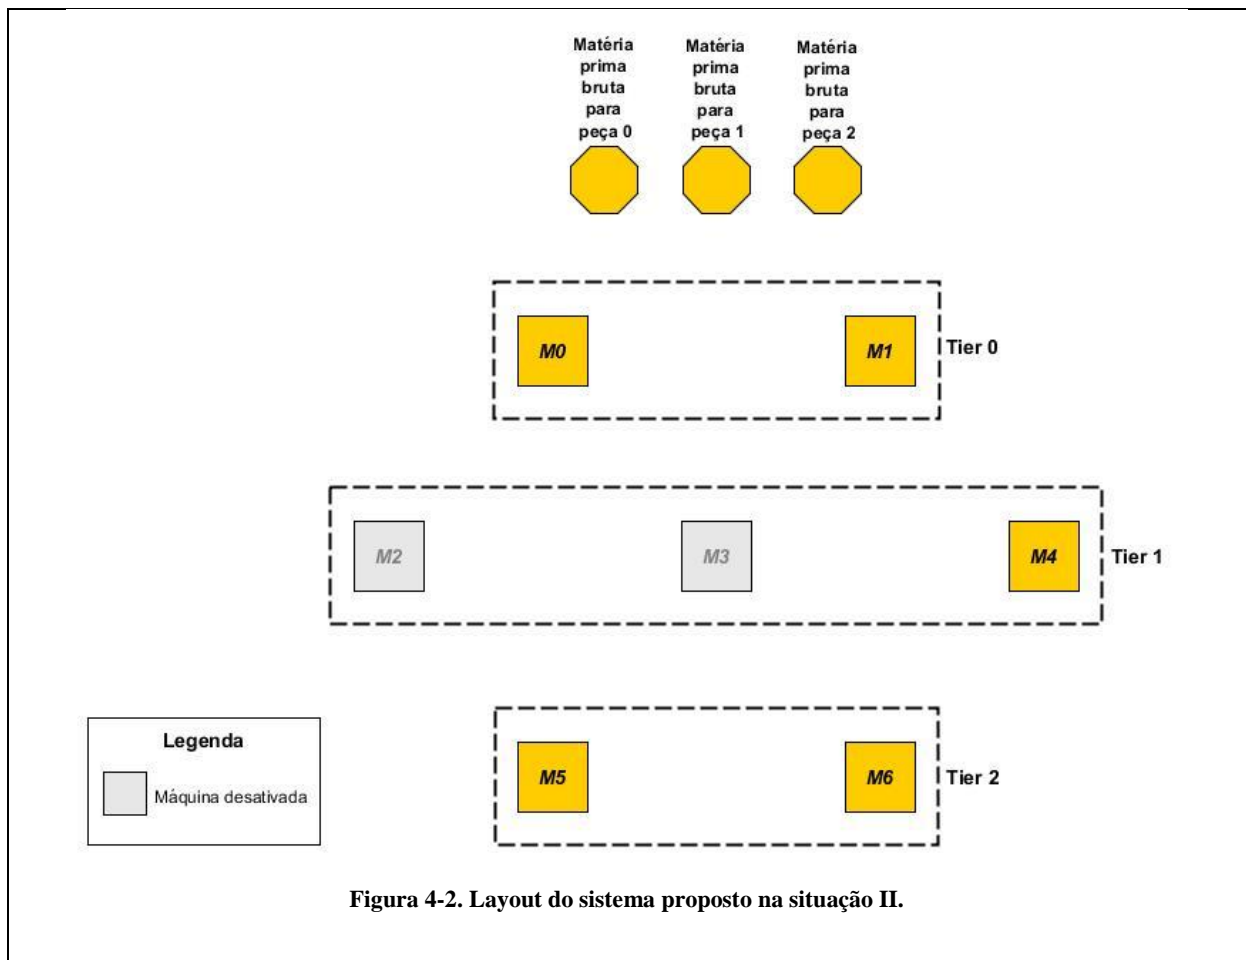 Matéria
prima
bruta
para
peça 0
Matéria
prima
bruta
para
peça 1
Matéria
prima
bruta
para
peça 2
M0
M1
Tier 0
M2
M3
M4
Tier 1
Legenda
Máquina desativada
M5
M6
Tier 2
Figura 4-2. Layout do sistema proposto na situação II.